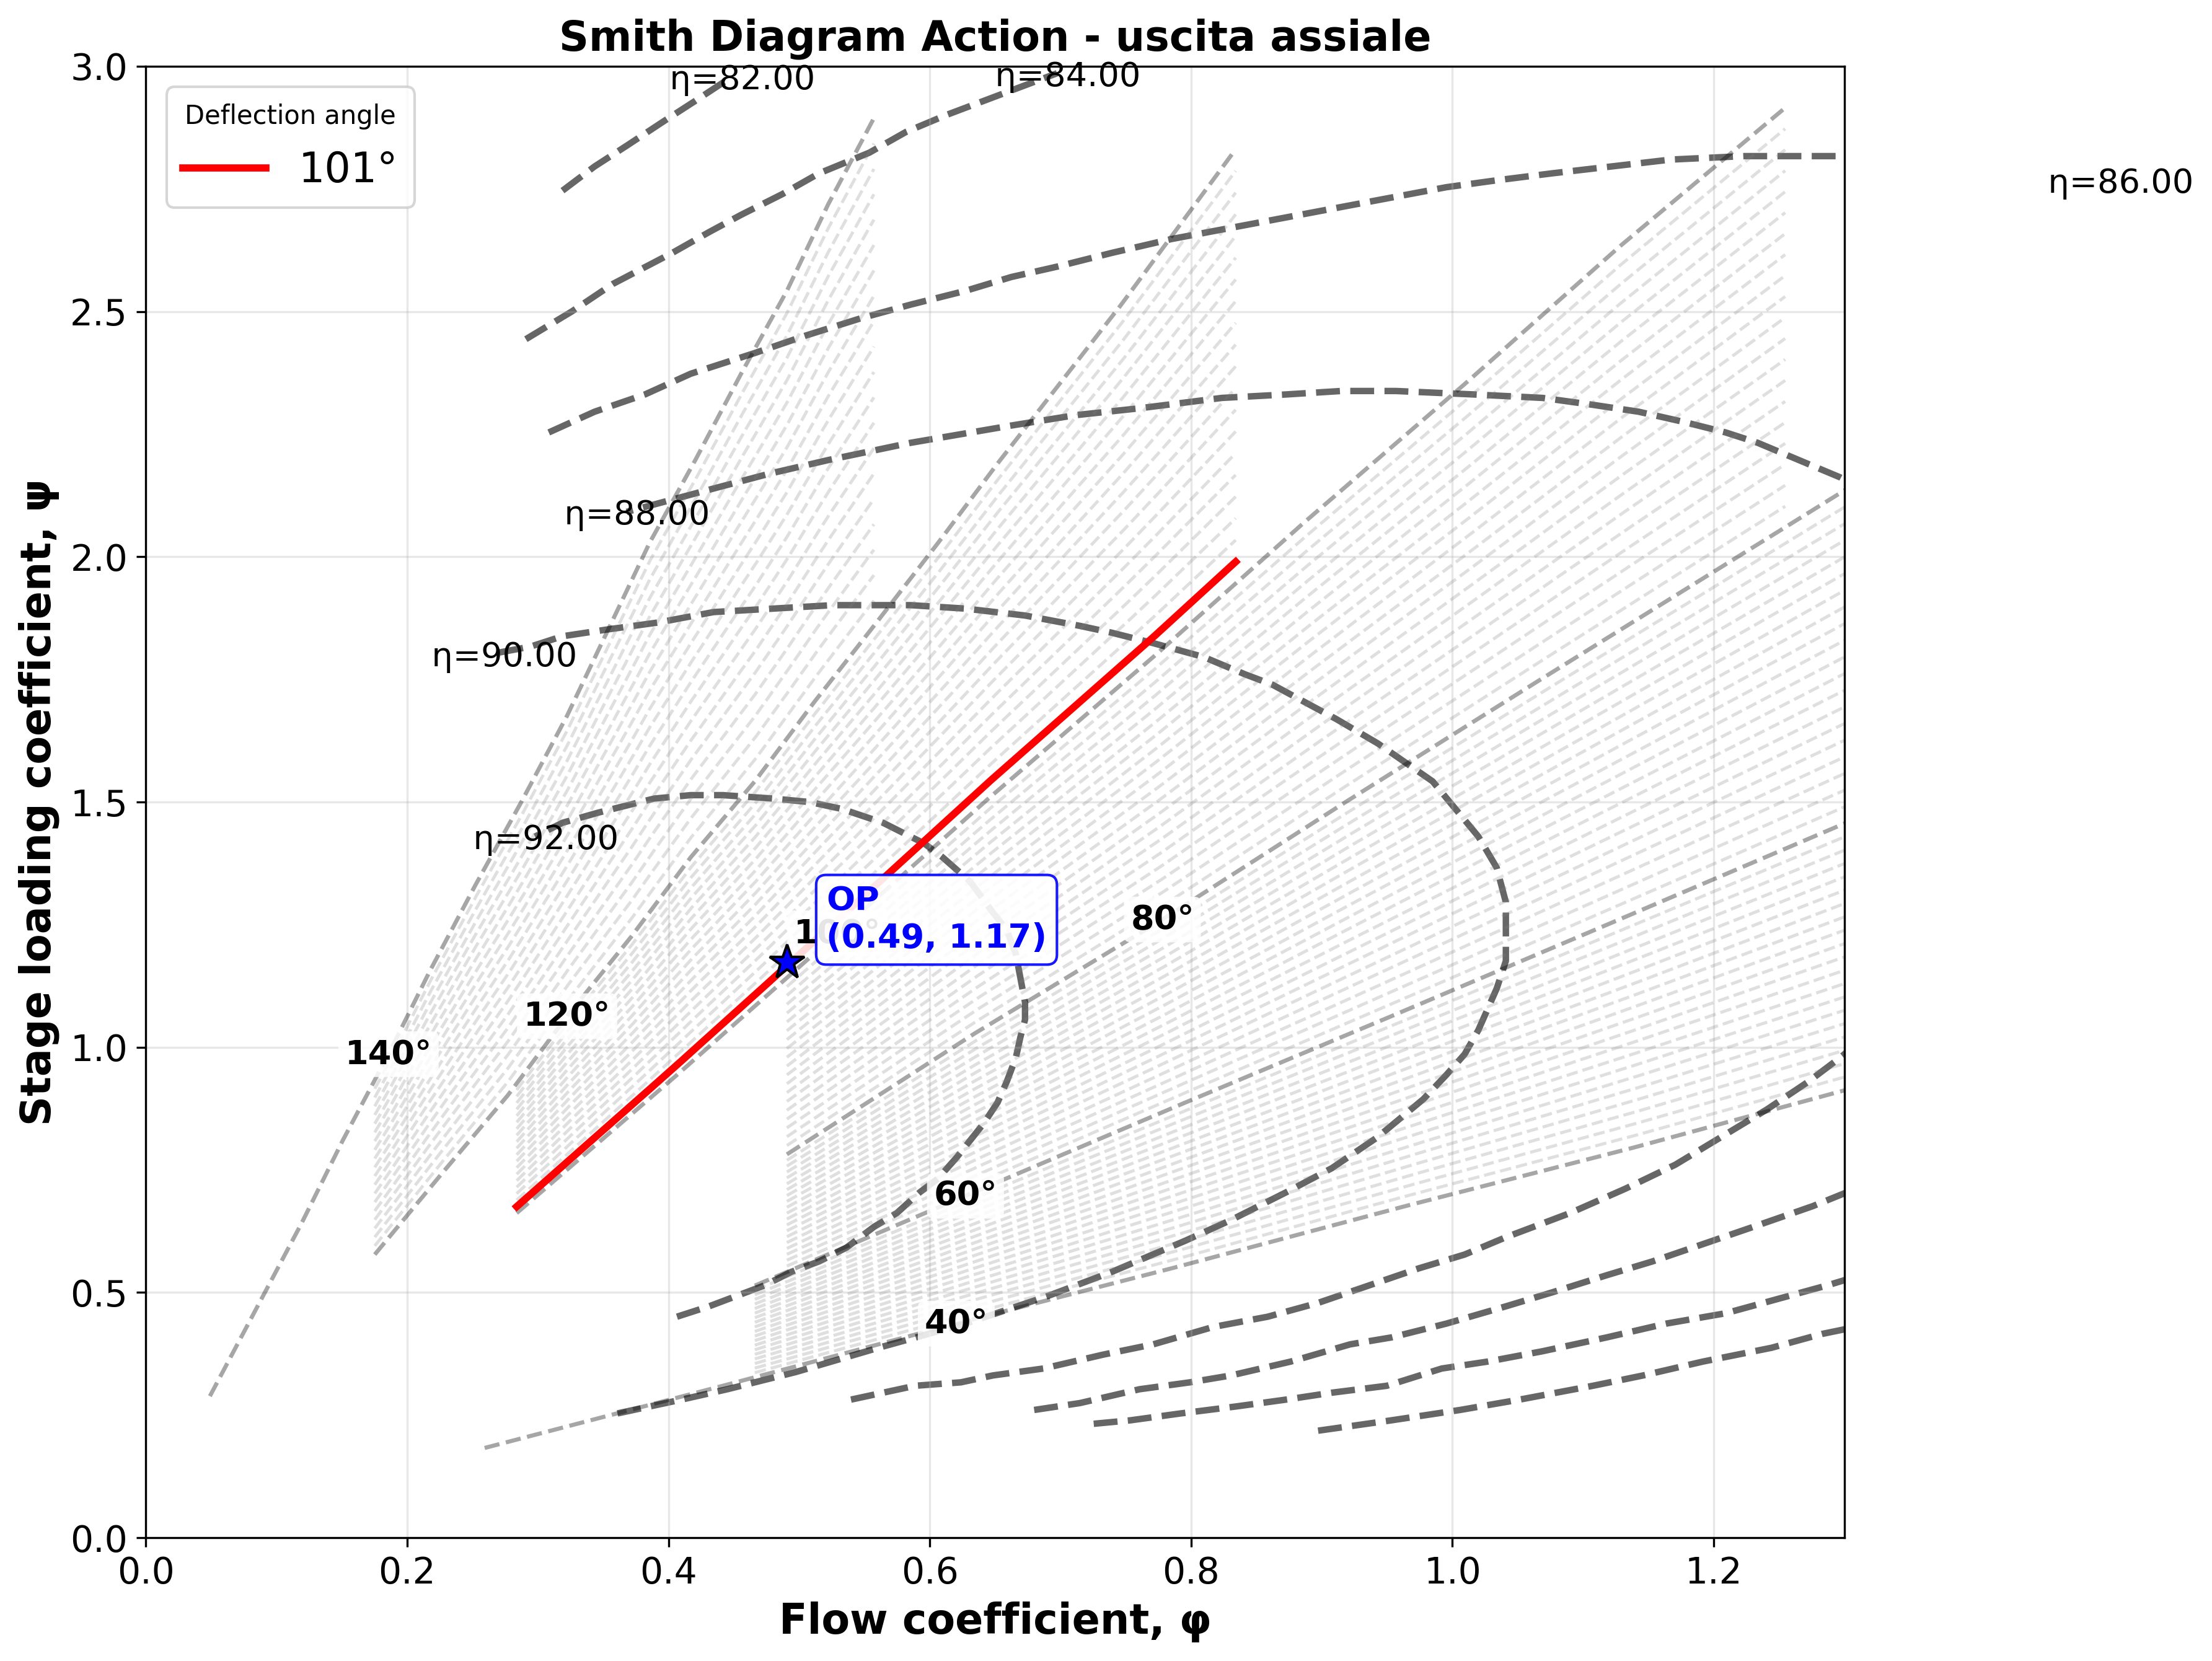 Smith Diagram Action - uscita assiale
Deflection angle
101°
η=82.00
η=84.00
η=86.00
η=88.00
η=90.00
η=92.00
OP
(0.49, 1.17)
140°
120°
80°
60°
40°
3.0
2.5
2.0
1.5
1.0
0.5
0.0
0.0
0.2
0.4
0.6
0.8
1.0
1.2
Stage loading coefficient, ψ
Flow coefficient, φ